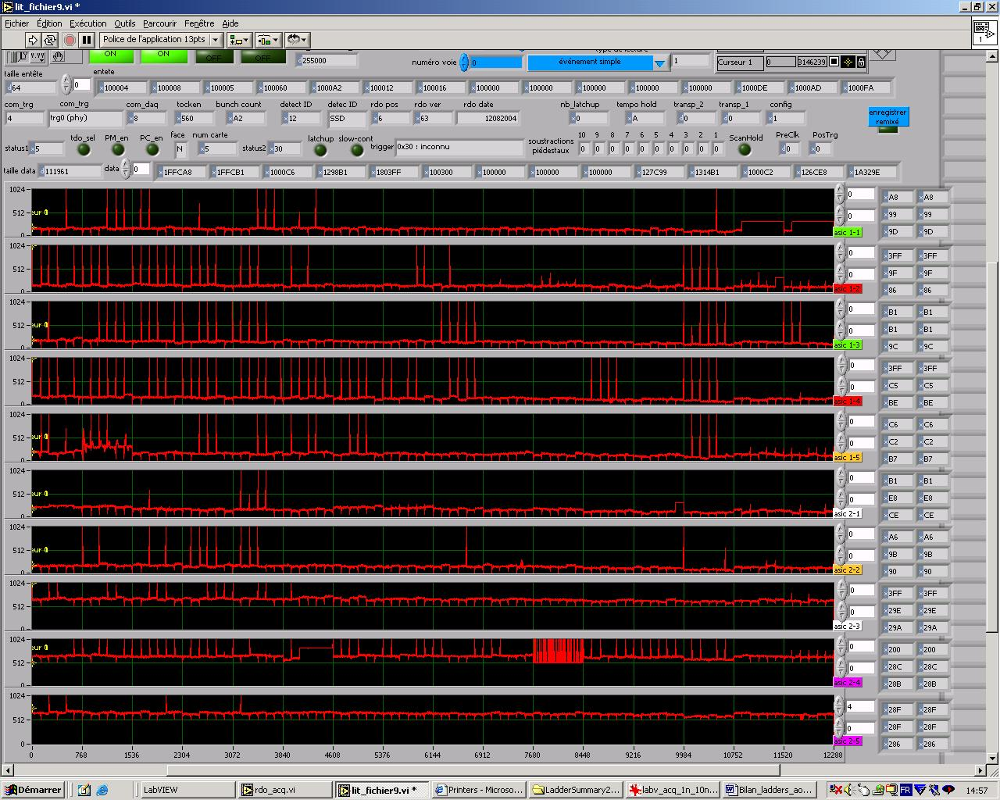 lit_fichier9.vi *
Fichier Édition Exécution Outils Parcourir Fenêtre Aide
Police de l'application 13pts
ON ON OFF OFF d 255000 numéro voie 0 événement simple 1 Curseur 1 0 3146239
taille entête entete
d 64 0 x 100004 x 100008 x 100005 x 100060 x 1000A2 x 100012 x 100016 x 100000 x 100000 x 100000 x 100000 x 100000 x 1000DE x 1000AD x 1000FA
com_trg com_trg com_daq tocken bunch count detect ID detec ID rdo pos rdo ver rdo date nb_latchup tempo hold transp_2 transp_1 config
4 trg0 (phy) x 8 x 560 x A2 x 12 SSD x 6 x 63 12082004 x 0 x A d 0 d 0 x 1
enregistrer
remixé
tdo_sel PM_en PC_en face num carte latchup slow-cont soustractions piédestaux 10 9 8 7 6 5 4 3 2 1 ScanHold PreClk PosTrg
status1 x 5 N x 5 status2 x 30 trigger 0x30 : inconnu 0 0 0 0 0 0 0 0 0 0 d 0 x 0
taille data d 111961 data 0 x 1FFCA8 x 1FFCB1 x 1000C6 x 1298B1 x 1803FF x 100300 x 100000 x 100000 x 100000 x 127C99 x 1314B1 x 1000C2 x 126CE8 x 1A329E
1024 0 x A8 x A8
512 eur 0 0 x 99 x 99
0 asic 1-1 x 9D x 9D
1024 0 x 3FF x 3FF
512 0 x 9F x 9F
0 asic 1-2 x 86 x 86
1024 0 x B1 x B1
512 eur 0 0 x B1 x B1
0 asic 1-3 x 9C x 9C
1024 0 x 3FF x 3FF
512 0 x C5 x C5
0 asic 1-4 x BE x BE
1024 0 x C6 x C6
512 eur 0 0 x C2 x C2
0 asic 1-5 x B7 x B7
1024 0 x B1 x B1
512 eur 0 0 x E8 x E8
0 asic 2-1 x CE x CE
1024 0 x A6 x A6
512 eur 0 0 x 9B x 9B
0 asic 2-2 x 90 x 90
1024 0 x 3FF x 3FF
512 0 x 29E x 29E
0 asic 2-3 x 29A x 29A
1024 eur 0 0 x 200 x 200
512 0 x 28C x 28C
0 asic 2-4 x 28B x 28B
1024 4 x 28F x 28F
512 0 x 28F x 28F
0 asic 2-5 x 286 x 286
0 768 1536 2304 3072 3840 4608 5376 6144 6912 7680 8448 9216 9984 10752 11520 12288
Démarrer LabVIEW rdo_acq.vi lit_fichier9.vi * Printers - Microso... LadderSummary2... labv_acq_1n_10n... Bilan_ladders_ao... FR 14:57